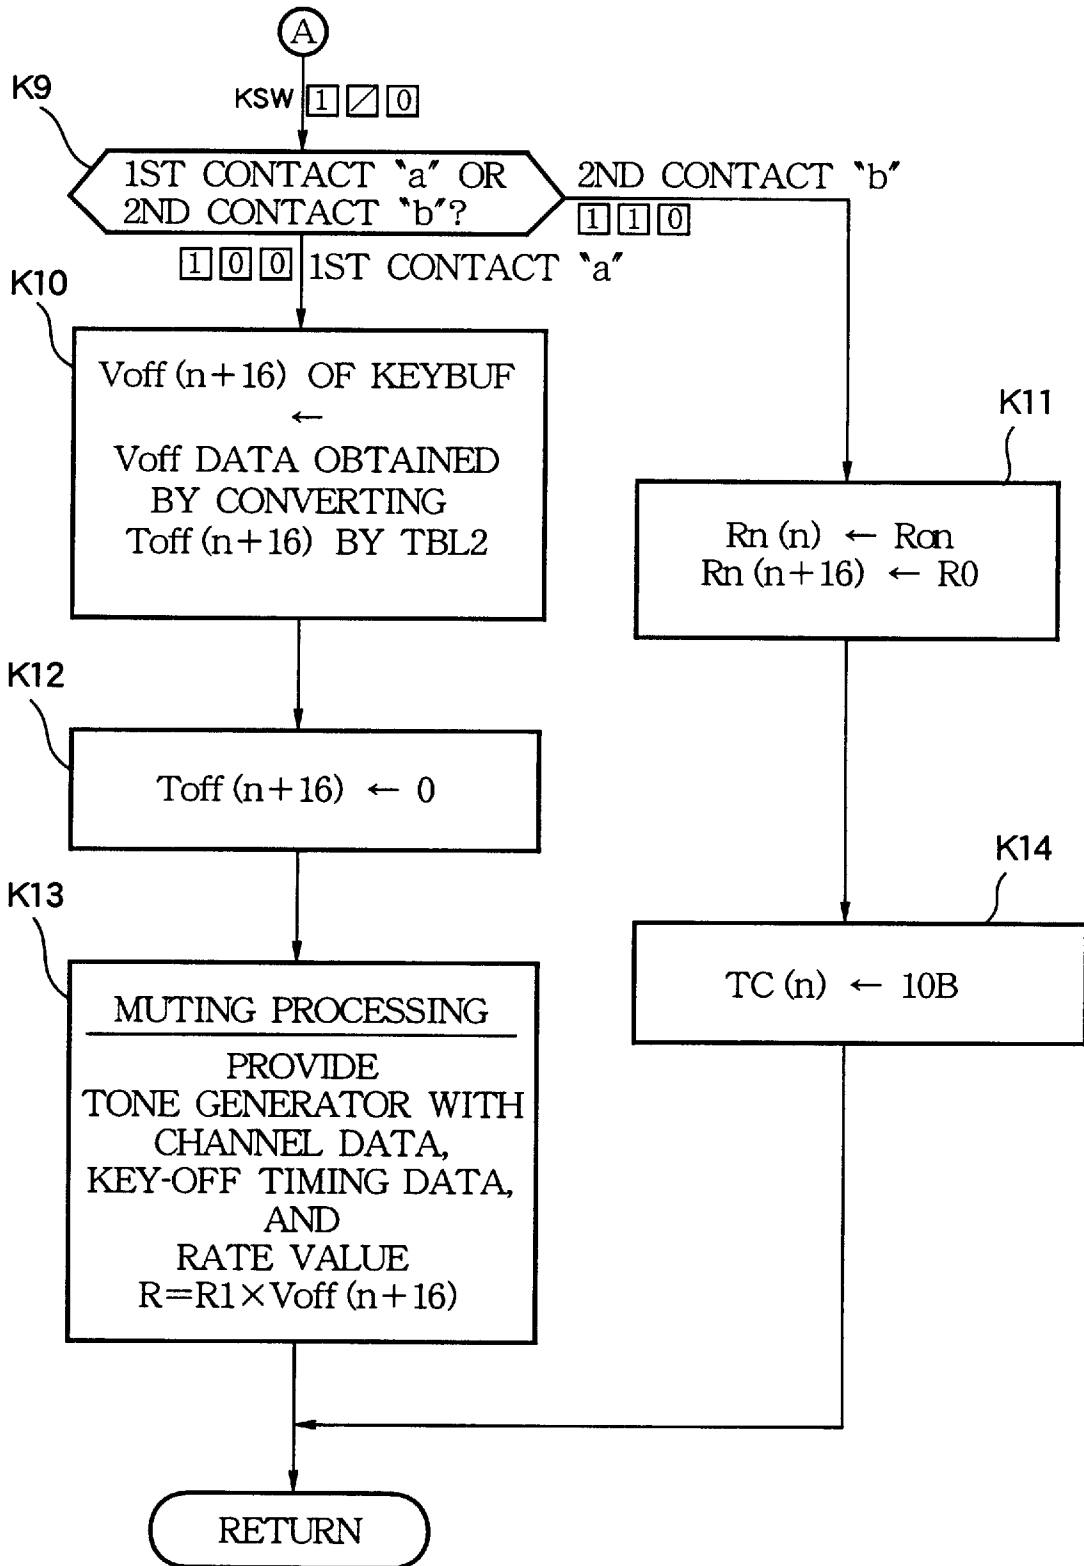 A
K9
KSW 1 / 0
1ST CONTACT "a" OR
2ND CONTACT "b"?
2ND CONTACT "b"
1 1 0
1 0 0 1ST CONTACT "a"
K10
Voff(n+16) OF KEYBUF
←
Voff DATA OBTAINED
BY CONVERTING
Toff(n+16) BY TBL2
K11
Rn(n) ← Ron
Rn(n+16) ← R0
K12
Toff(n+16) ← 0
K13
MUTING PROCESSING
PROVIDE
TONE GENERATOR WITH
CHANNEL DATA,
KEY-OFF TIMING DATA,
AND
RATE VALUE
R=R1×Voff(n+16)
K14
TC(n) ← 10B
RETURN